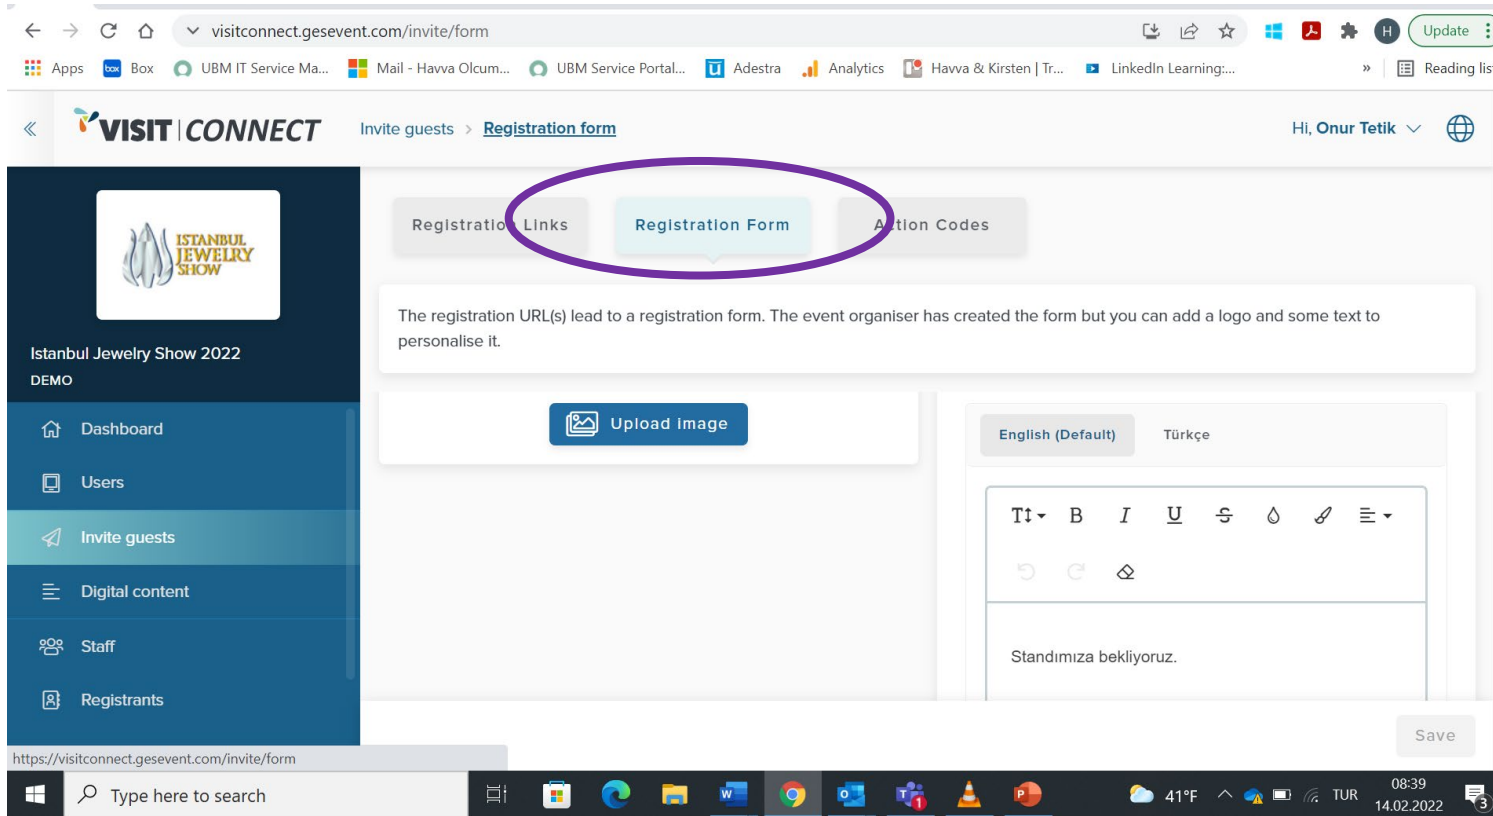 visitconnect.gesevent.com/invite/form
H
Update
Apps
box
Box
UBM IT Service Ma...
Mail - Havva Olcum...
UBM Service Portal...
Adestra
Analytics
Havva & Kirsten | Tr...
LinkedIn Learning:...
»
Reading lis
VISIT | CONNECT
Invite guests > Registration form
Hi, Onur Tetik
ISTANBUL
JEWELRY
SHOW
Istanbul Jewelry Show 2022
DEMO
Dashboard
Users
Invite guests
Digital content
Staff
Registrants
Registration Links
Registration Form
Action Codes
The registration URL(s) lead to a registration form. The event organiser has created the form but you can add a logo and some text to
personalise it.
Upload image
English (Default)
Türkçe
B I U S
Standımıza bekliyoruz.
Save
https://visitconnect.gesevent.com/invite/form
Type here to search
41°F
TUR
08:39
14.02.2022
3